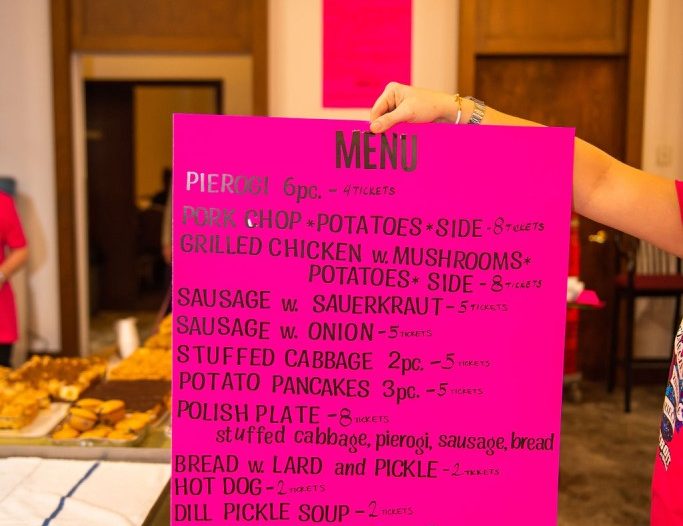 MENU
PIEROGI 6pc. - 4 TICKETS
PORK CHOP *POTATOES*SIDE - 8 TICKETS
GRILLED CHICKEN w. MUSHROOMS*
POTATOES* SIDE - 8 TICKETS
SAUSAGE w. SAUERKRAUT - 5 TICKETS
SAUSAGE w. ONION - 5 TICKETS
STUFFED CABBAGE 2pc. - 5 TICKETS
POTATO PANCAKES 3pc. - 5 TICKETS
POLISH PLATE - 8 TICKETS
stuffed cabbage, pierogi, sausage, bread
BREAD w. LARD and PICKLE - 2 TICKETS
HOT DOG - 2 TICKETS
DILL PICKLE SOUP - 2 TICKETS